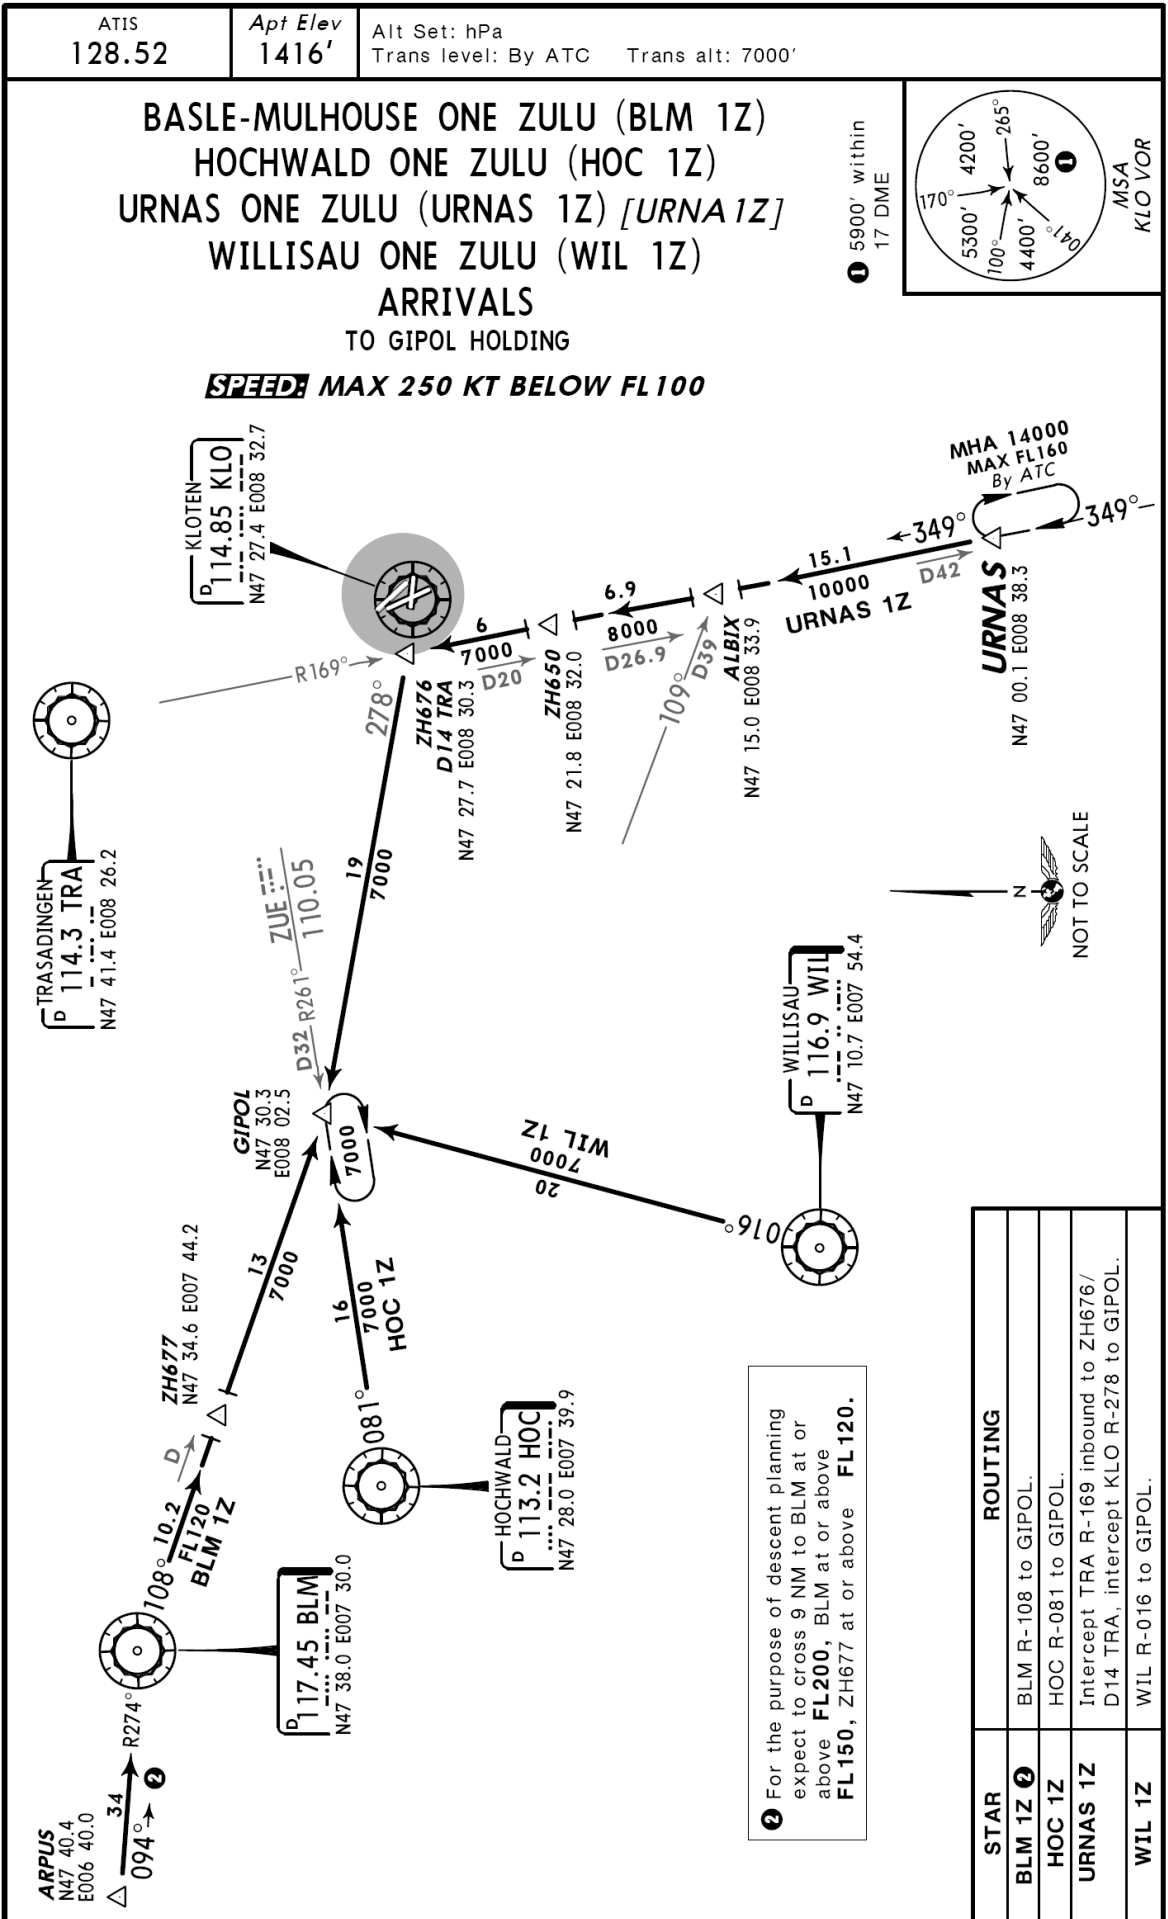 ATIS
128.52
Apt Elev
1416'
Alt Set: hPa
Trans level: By ATC Trans alt: 7000'
BASLE-MULHOUSE ONE ZULU (BLM 1Z)
HOCHWALD ONE ZULU (HOC 1Z)
URNAS ONE ZULU (URNAS 1Z) [URNA1Z]
WILLISAU ONE ZULU (WIL 1Z)
ARRIVALS
TO GIPOL HOLDING
SPEED: MAX 250 KT BELOW FL100
1 5900' within
17 DME
MSA
KLO VOR
265°
4200'
8600'
1
170°
5300'
100°
4400'
041°
MHA 14000
MAX FL160
By ATC
349°
349°
D42
URNAS
N47 00.1 E008 38.3
15.1
10000
URNAS 1Z
ALBIX
N47 15.0 E008 33.9
109°
D39
6.9
8000
D26.9
ZH650
N47 21.8 E008 32.0
6
7000
D20
ZH676
D14 TRA
N47 27.7 E008 30.3
KLOTEN
D 114.85 KLO
N47 27.4 E008 32.7
R169°
278°
19
7000
TRASADINGEN
D 114.3 TRA
N47 41.4 E008 26.2
ZUE
110.05
D32 R261°
GIPOL
N47 30.3
E008 02.5
7000
N
NOT TO SCALE
WILLISAU
D 116.9 WIL
N47 10.7 E007 54.4
016°
20
7000
WIL 1Z
HOCHWALD
D 113.2 HOC
N47 28.0 E007 39.9
081°
16
7000
HOC 1Z
ZH677
N47 34.6 E007 44.2
13
7000
D
108°
10.2
FL120
BLM 1Z
D 117.45 BLM
N47 38.0 E007 30.0
R274°
ARPUS
N47 40.4
E006 40.0
34
094°
2
2 For the purpose of descent planning
expect to cross 9 NM to BLM at or
above FL200, BLM at or above
FL150, ZH677 at or above FL120.
STAR ROUTING
BLM 1Z 2 BLM R-108 to GIPOL.
HOC 1Z HOC R-081 to GIPOL.
URNAS 1Z Intercept TRA R-169 inbound to ZH676/
D14 TRA, intercept KLO R-278 to GIPOL.
WIL 1Z WIL R-016 to GIPOL.